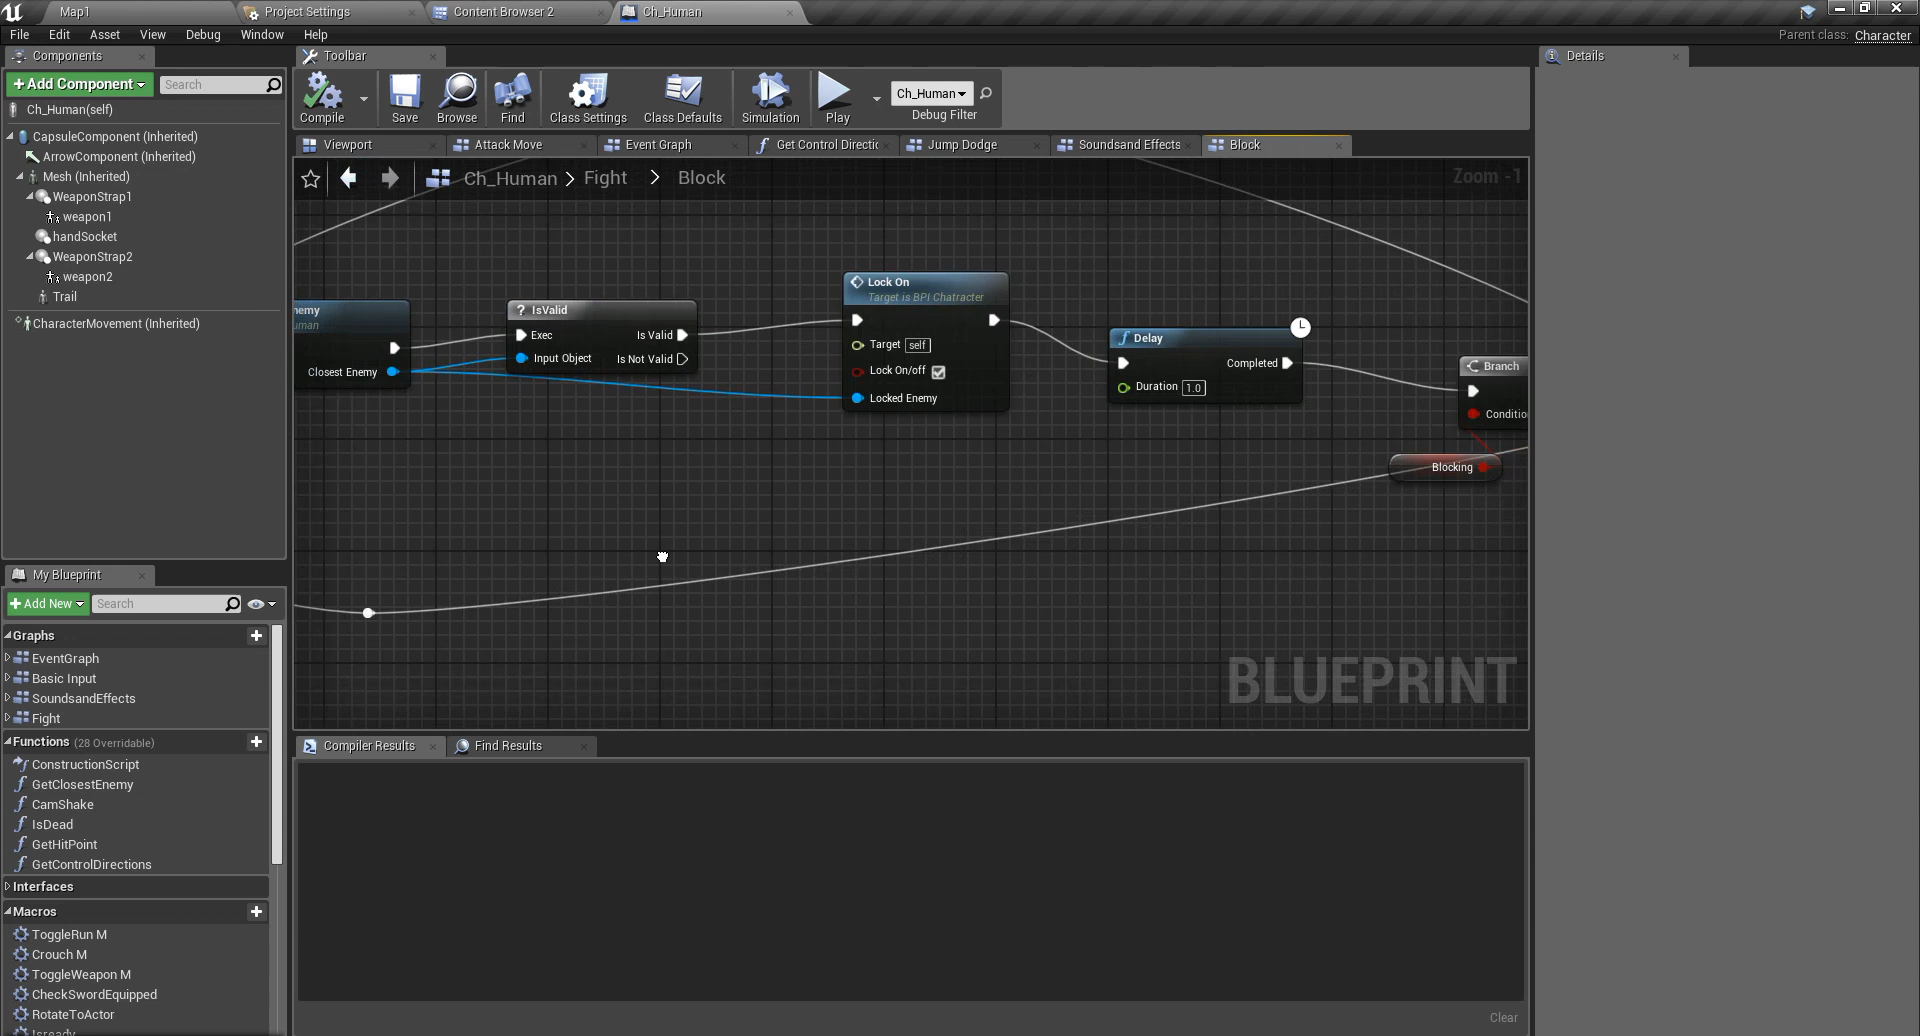 Map1
Project Settings
Content Browser 2
Ch_Human
File Edit Asset View Debug Window Help
Parent class: Character
Components
Toolbar
Details
+Add Component
Search
Compile
Save
Browse
Find
Class Settings
Class Defaults
Simulation
Play
Ch_Human
Debug Filter
Ch_Human(self)
CapsuleComponent (Inherited)
ArrowComponent (Inherited)
Mesh (Inherited)
WeaponStrap1
weapon1
handSocket
WeaponStrap2
weapon2
Trail
CharacterMovement (Inherited)
Viewport
Attack Move
Event Graph
Get Control Directic
Jump Dodge
Soundsand Effects
Block
Ch_Human > Fight > Block
Zoom -1
nemy
uman
Closest Enemy
? IsValid
Exec
Is Valid
Input Object
Is Not Valid
Lock On
Target is BPI Chatracter
Target self
Lock On/off
Locked Enemy
Delay
Completed
Duration 1.0
Branch
Conditio
Blocking
BLUEPRINT
My Blueprint
+Add New
Search
Graphs
EventGraph
Basic Input
SoundsandEffects
Fight
Functions (28 Overridable)
ConstructionScript
GetClosestEnemy
CamShake
IsDead
GetHitPoint
GetControlDirections
Interfaces
Macros
ToggleRun M
Crouch M
ToggleWeapon M
CheckSwordEquipped
RotateToActor
Isready
Compiler Results
Find Results
Clear